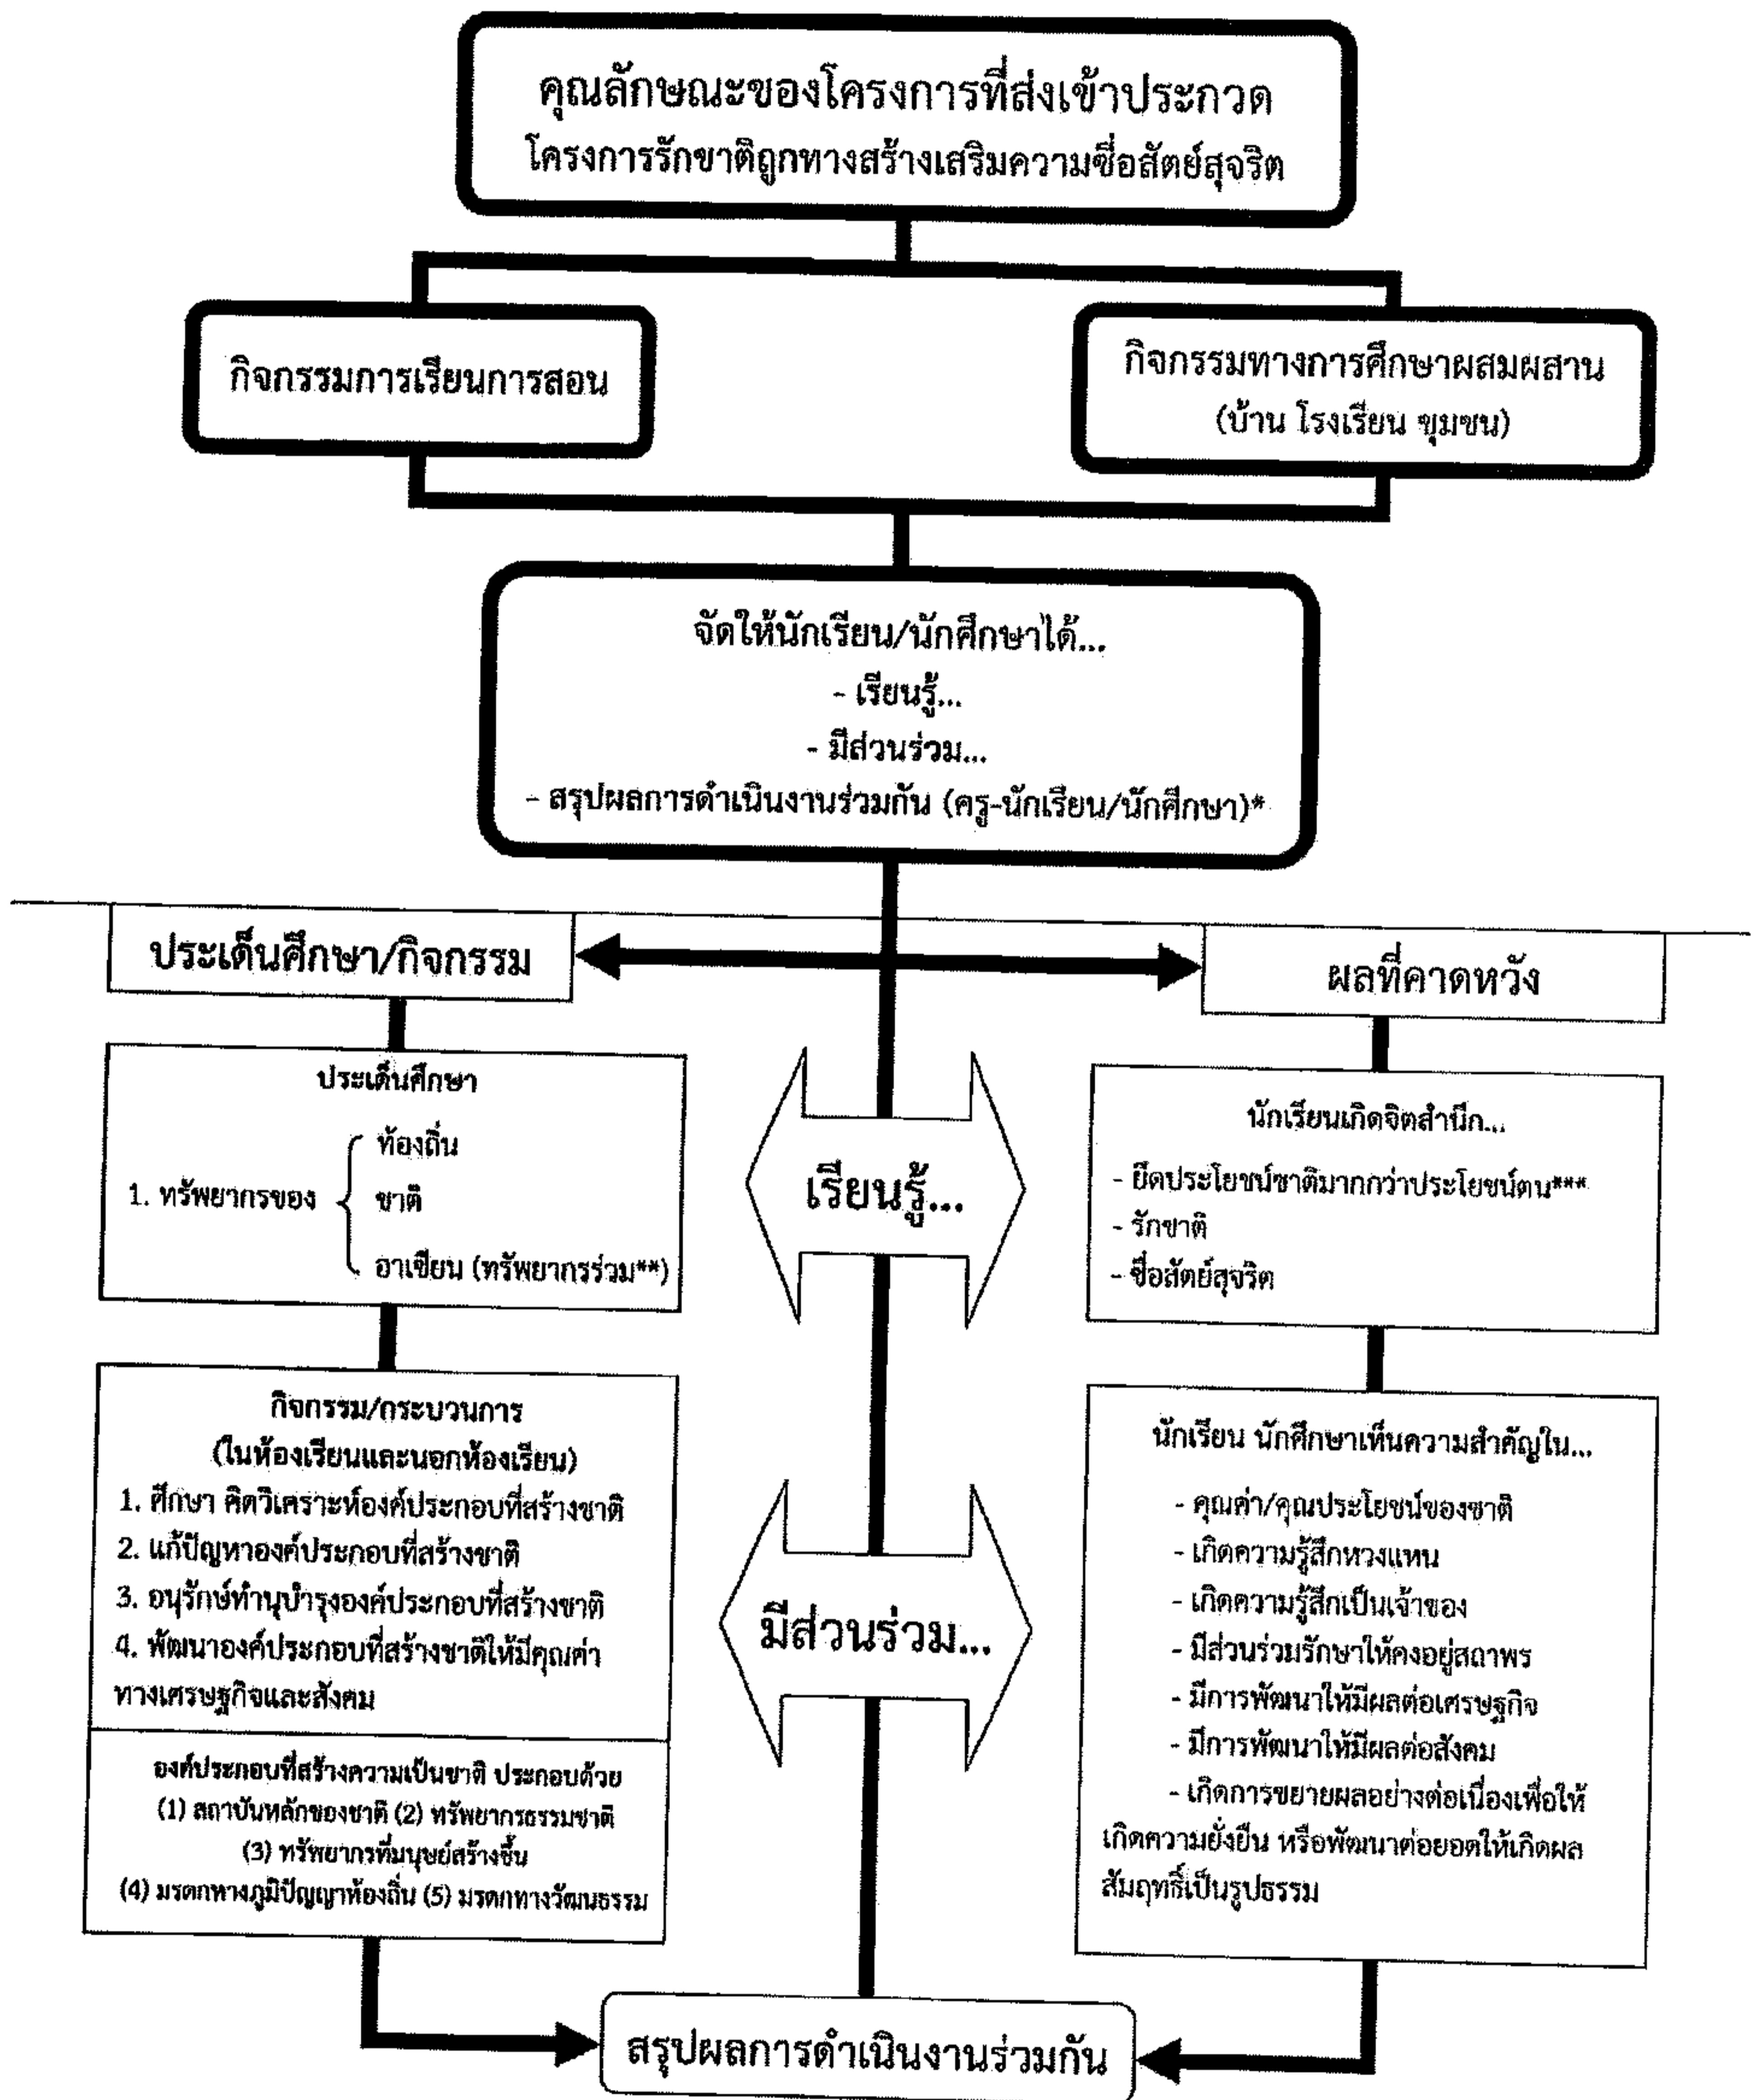 คุณลักษณะของโครงการที่ส่งเข้าประกวด
โครงการรักชาติถูกทางสร้างเสริมความซื่อสัตย์สุจริต
กิจกรรมการเรียนการสอน
กิจกรรมทางการศึกษาผสมผสาน
(บ้าน โรงเรียน ชุมชน)
จัดให้นักเรียน/นักศึกษาได้...
- เรียนรู้...
- มีส่วนร่วม...
- สรุปผลการดำเนินงานร่วมกัน (ครู-นักเรียน/นักศึกษา)*
ประเด็นศึกษา/กิจกรรม
ผลที่คาดหวัง
ประเด็นศึกษา
1. ทรัพยากรของ
ท้องถิ่น
ชาติ
อาเซียน (ทรัพยากรร่วม**)
เรียนรู้...
นักเรียนเกิดจิตสำนึก...
- ยึดประโยชน์ชาติมากกว่าประโยชน์ตน***
- รักชาติ
- ซื่อสัตย์สุจริต
กิจกรรม/กระบวนการ
(ในห้องเรียนและนอกห้องเรียน)
1. ศึกษา คิดวิเคราะห์องค์ประกอบที่สร้างชาติ
2. แก้ปัญหาองค์ประกอบที่สร้างชาติ
3. อนุรักษ์ทำนุบำรุงองค์ประกอบที่สร้างชาติ
4. พัฒนาองค์ประกอบที่สร้างชาติให้มีคุณค่า
ทางเศรษฐกิจและสังคม
องค์ประกอบที่สร้างความเป็นชาติ ประกอบด้วย
(1) สถาบันหลักของชาติ (2) ทรัพยากรธรรมชาติ
(3) ทรัพยากรที่มนุษย์สร้างขึ้น
(4) มรดกทางภูมิปัญญาท้องถิ่น (5) มรดกทางวัฒนธรรม
มีส่วนร่วม...
นักเรียน นักศึกษาเห็นความสำคัญใน...
- คุณค่า/คุณประโยชน์ของชาติ
- เกิดความรู้สึกหวงแหน
- เกิดความรู้สึกเป็นเจ้าของ
- มีส่วนร่วมรักษาให้คงอยู่สถาพร
- มีการพัฒนาให้มีผลต่อเศรษฐกิจ
- มีการพัฒนาให้มีผลต่อสังคม
- เกิดการขยายผลอย่างต่อเนื่องเพื่อให้
เกิดความยั่งยืน หรือพัฒนาต่อยอดให้เกิดผล
สัมฤทธิ์เป็นรูปธรรม
สรุปผลการดำเนินงานร่วมกัน